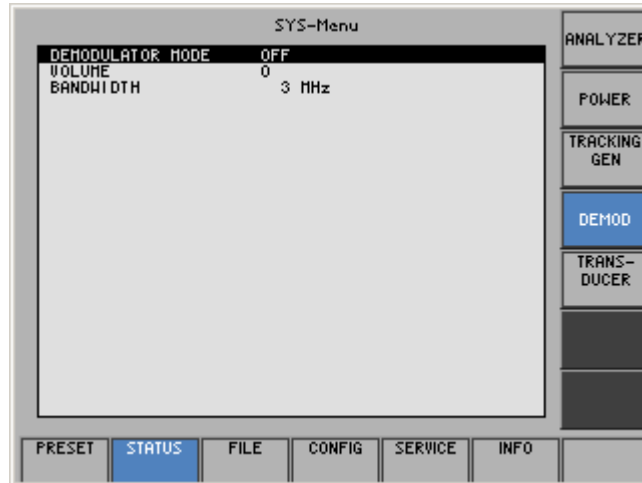 SYS-Menu
DEMODULATOR MODE OFF
VOLUME 0
BANDWIDTH 3 MHz
ANALYZER
POWER
TRACKING
GEN
DEMOD
TRANS-
DUCER
PRESET STATUS FILE CONFIG SERVICE INFO